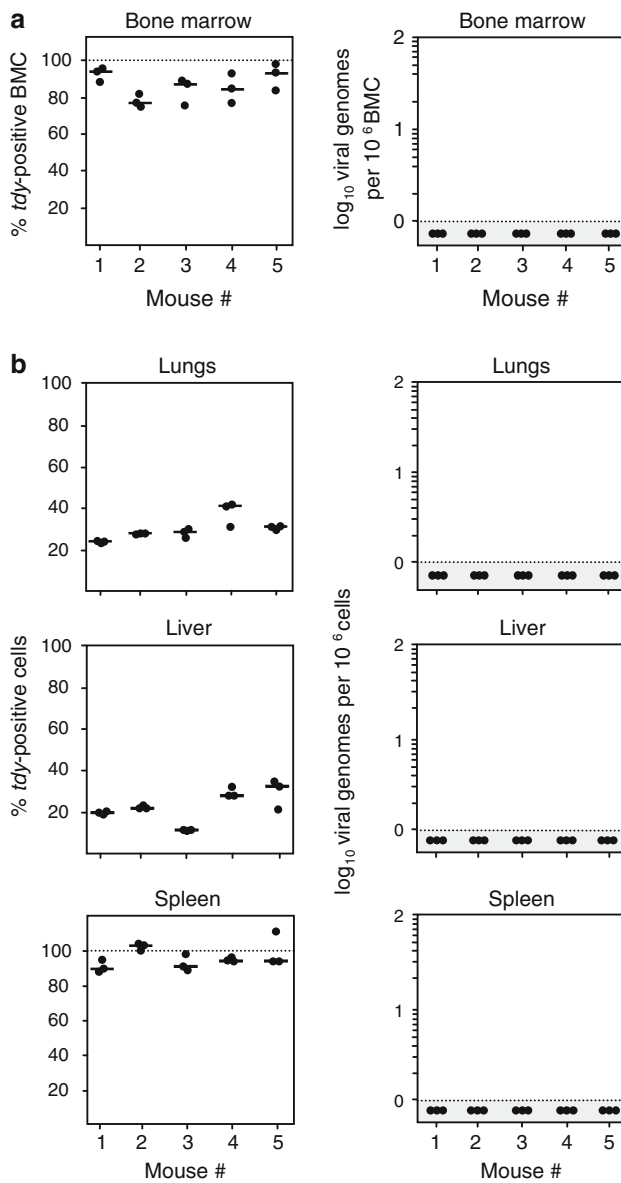 a
Bone marrow
% tdy-positive BMC
100
80
60
40
20
1 2 3 4 5
Mouse #
Bone marrow
log10 viral genomes
per 10^6 BMC
2
1
0
1 2 3 4 5
Mouse #
b
% tdy-positive cells
Lungs
100
80
60
40
20
Liver
100
80
60
40
20
Spleen
100
80
60
40
20
1 2 3 4 5
Mouse #
log10 viral genomes per 10^6 cells
Lungs
2
1
0
Liver
2
1
0
Spleen
2
1
0
1 2 3 4 5
Mouse #